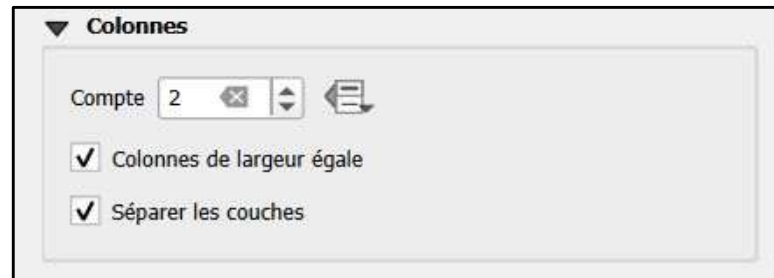 Colonnes
Compte 2
Colonnes de largeur égale
Séparer les couches